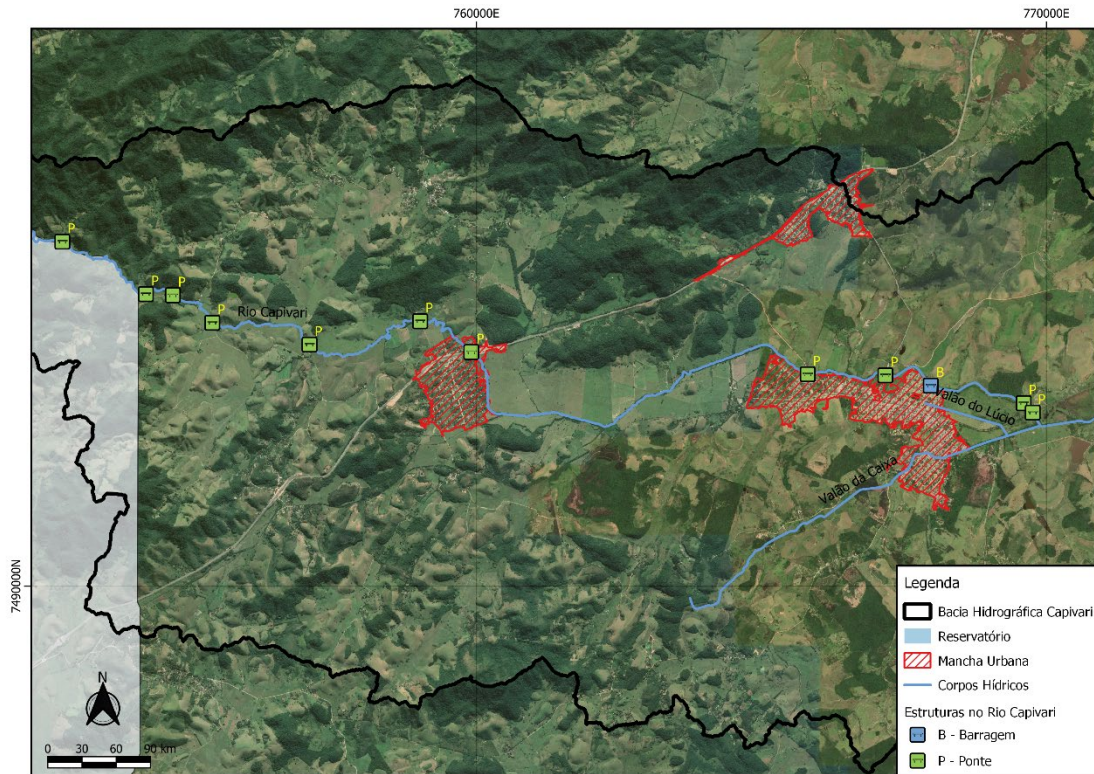 760000E
770000E
P
P
P
Rio Capivari
P
P
P
P
P
P
B
P
P
Valão do Lúcio
Valão da Caixa
7490000N
N
0 30 60 90 km
Legenda
Bacia Hidrográfica Capivari
Reservatório
Mancha Urbana
Corpos Hídricos
Estruturas no Rio Capivari
B - Barragem
P - Ponte